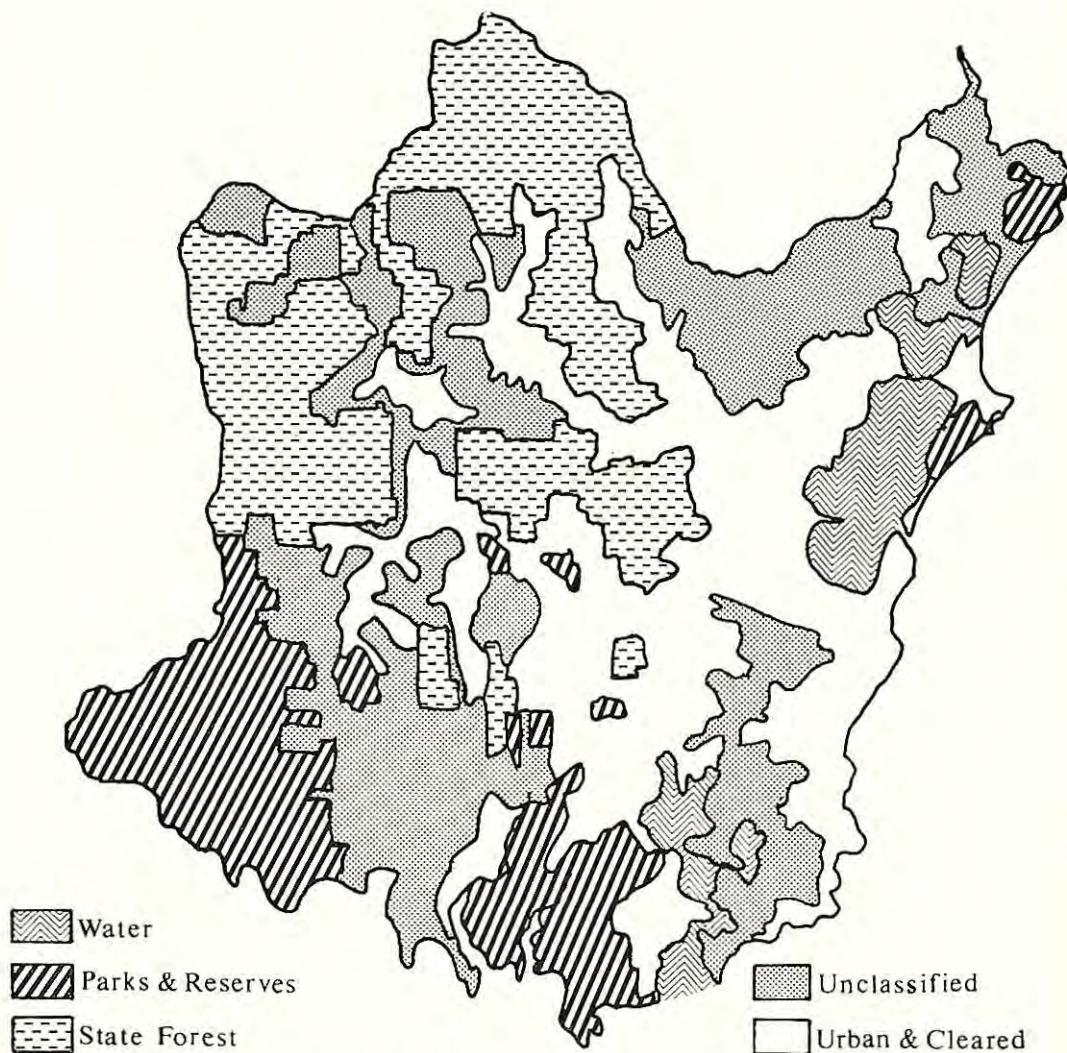 Water
Parks & Reserves
State Forest
Unclassified
Urban & Cleared